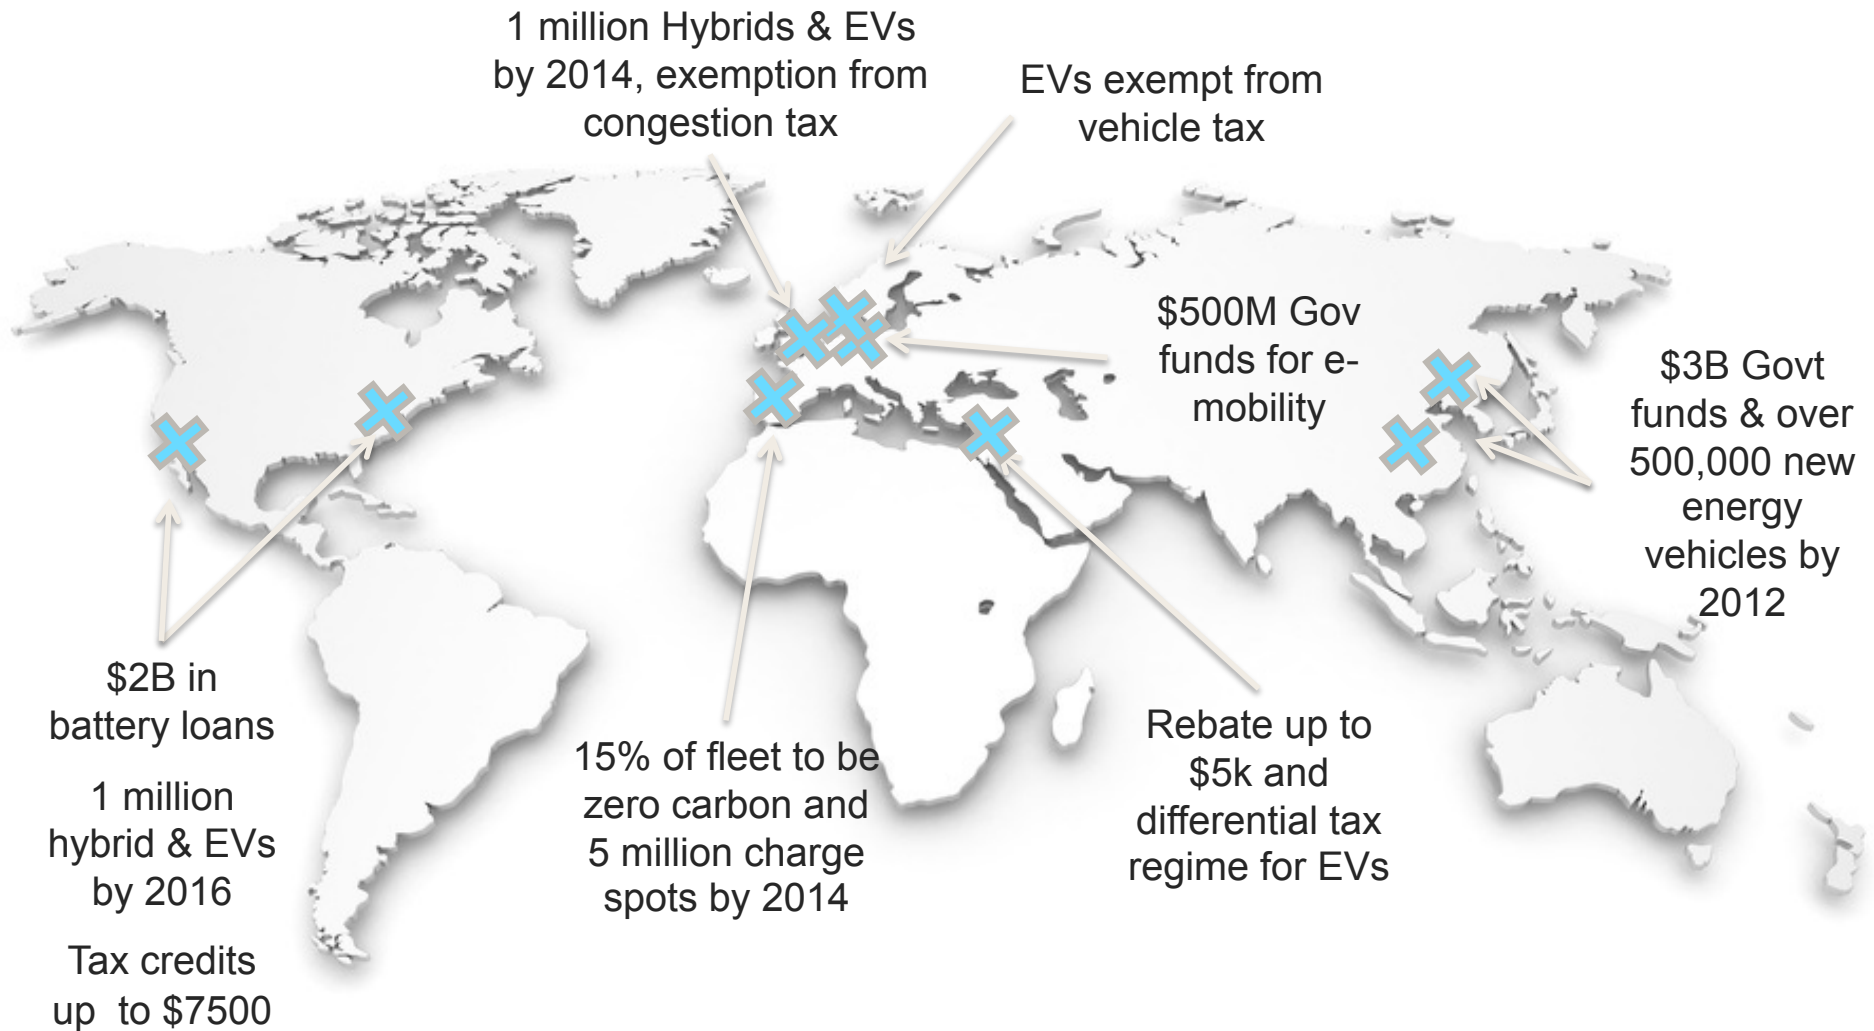 1 million Hybrids & EVs
by 2014, exemption from
congestion tax
EVs exempt from
vehicle tax
$500M Gov
funds for e-
mobility
$3B Govt
funds & over
500,000 new
energy
vehicles by
2012
$2B in
battery loans
1 million
hybrid & EVs
by 2016
Tax credits
up to $7500
15% of fleet to be
zero carbon and
5 million charge
spots by 2014
Rebate up to
$5k and
differential tax
regime for EVs